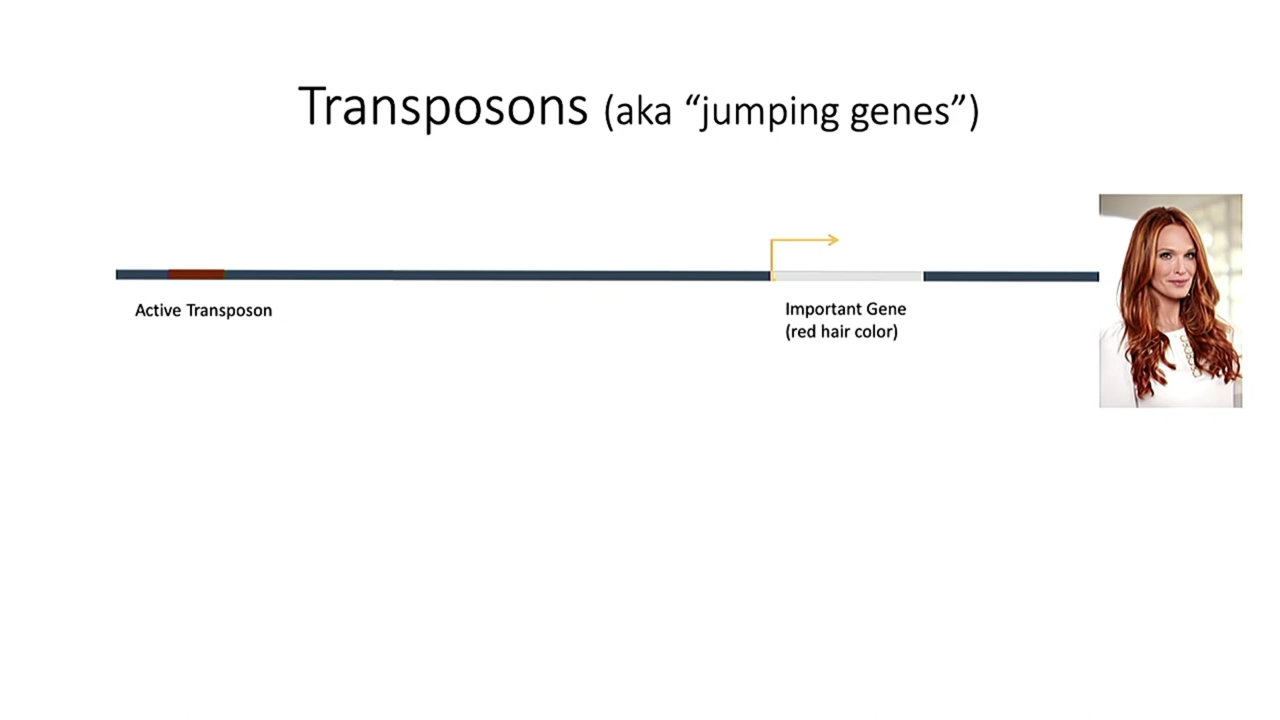 Transposons (aka “jumping genes”)
Active Transposon
Important Gene
(red hair color)